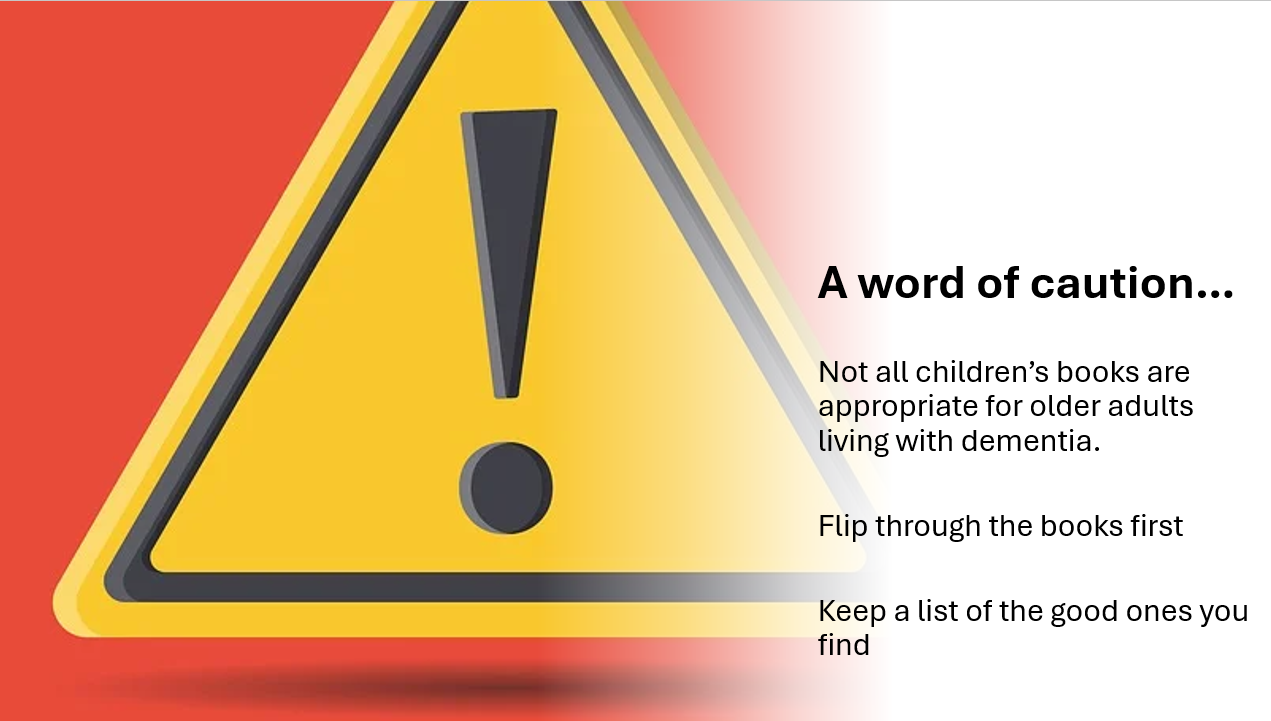 A word of caution...
Not all children’s books are
appropriate for older adults
living with dementia.
Flip through the books first
Keep a list of the good ones you
find